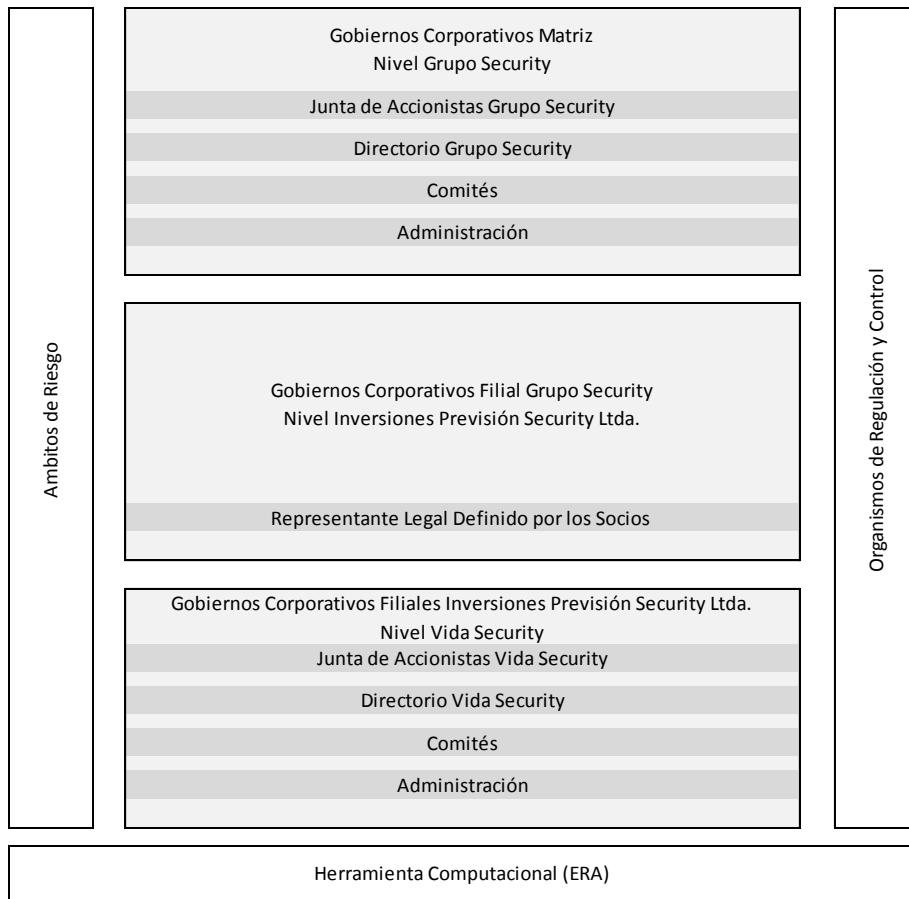 Ambitos de Riesgo
Gobiernos Corporativos Matriz
Nivel Grupo Security
Junta de Accionistas Grupo Security
Directorio Grupo Security
Comités
Administración
Gobiernos Corporativos Filial Grupo Security
Nivel Inversiones Previsión Security Ltda.
Representante Legal Definido por los Socios
Gobiernos Corporativos Filiales Inversiones Previsión Security Ltda.
Nivel Vida Security
Junta de Accionistas Vida Security
Directorio Vida Security
Comités
Administración
Organismos de Regulación y Control
Herramienta Computacional (ERA)